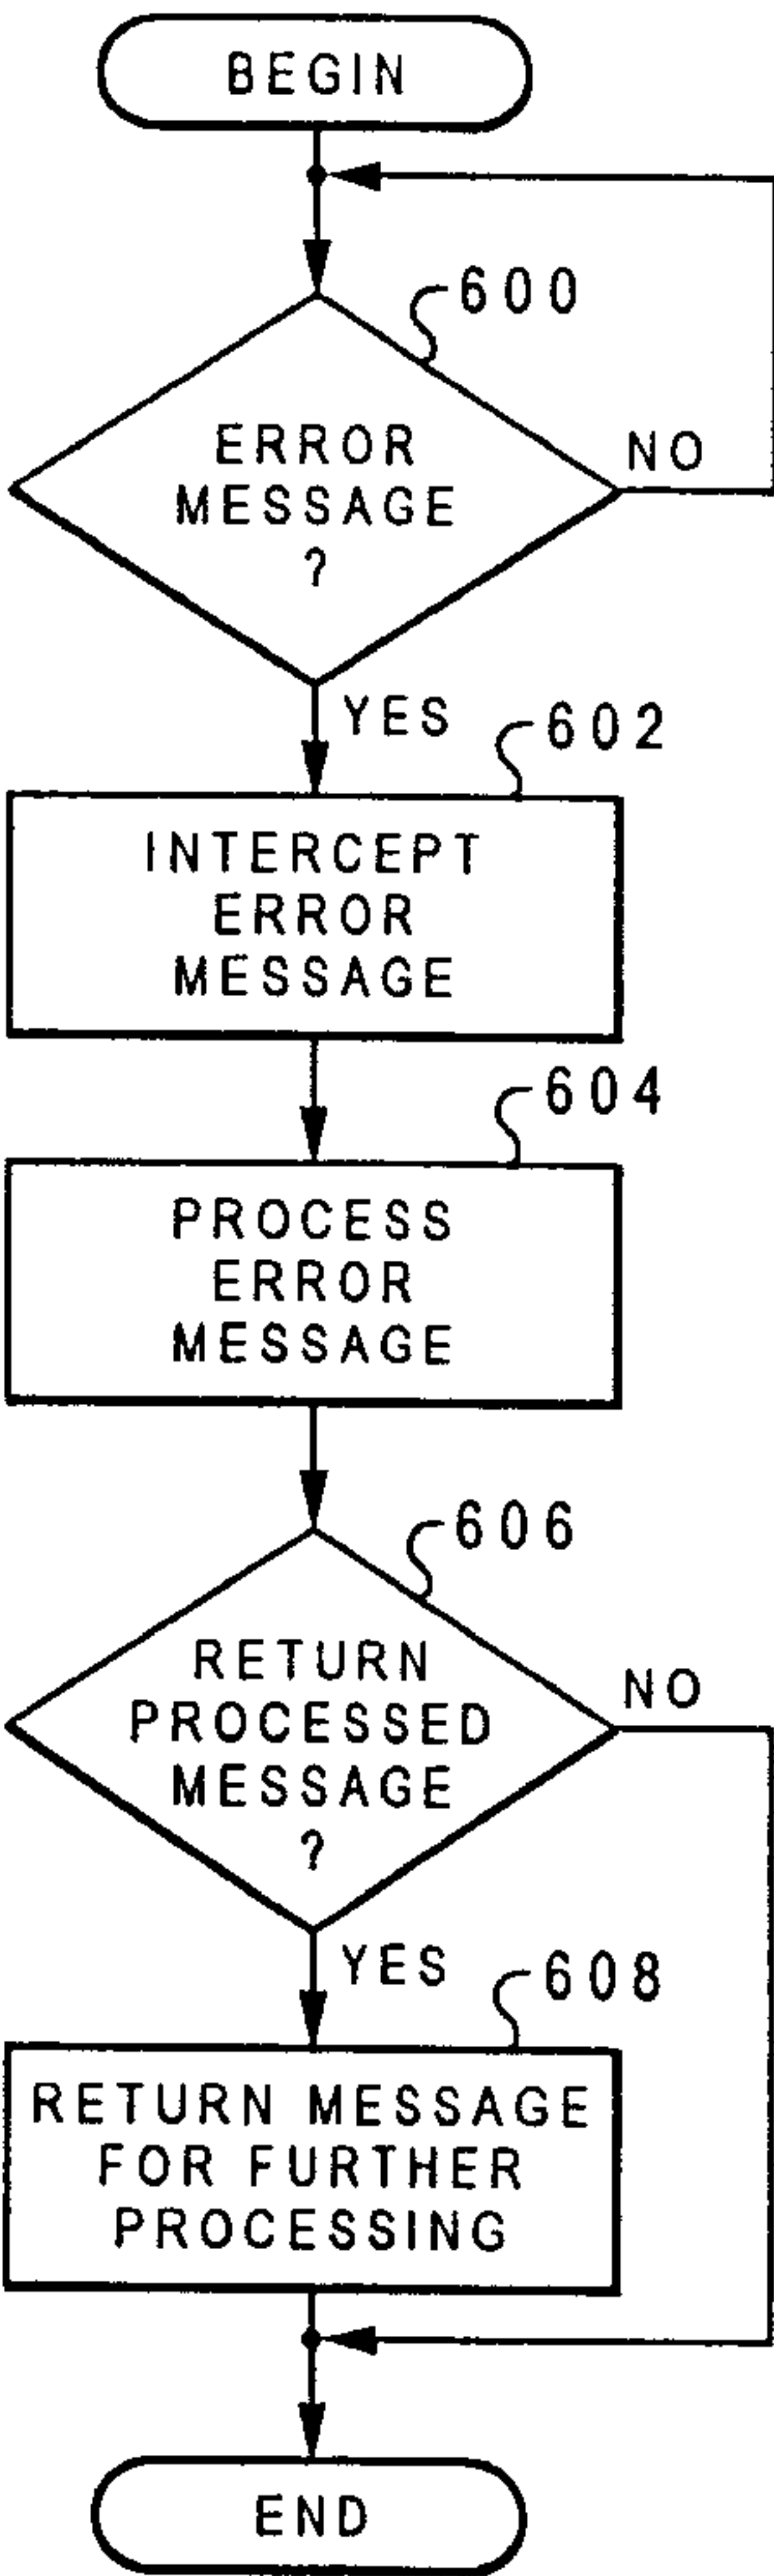 BEGIN
600
ERROR
MESSAGE
?
NO
YES
602
INTERCEPT
ERROR
MESSAGE
604
PROCESS
ERROR
MESSAGE
606
RETURN
PROCESSED
MESSAGE
?
NO
YES
608
RETURN MESSAGE
FOR FURTHER
PROCESSING
END